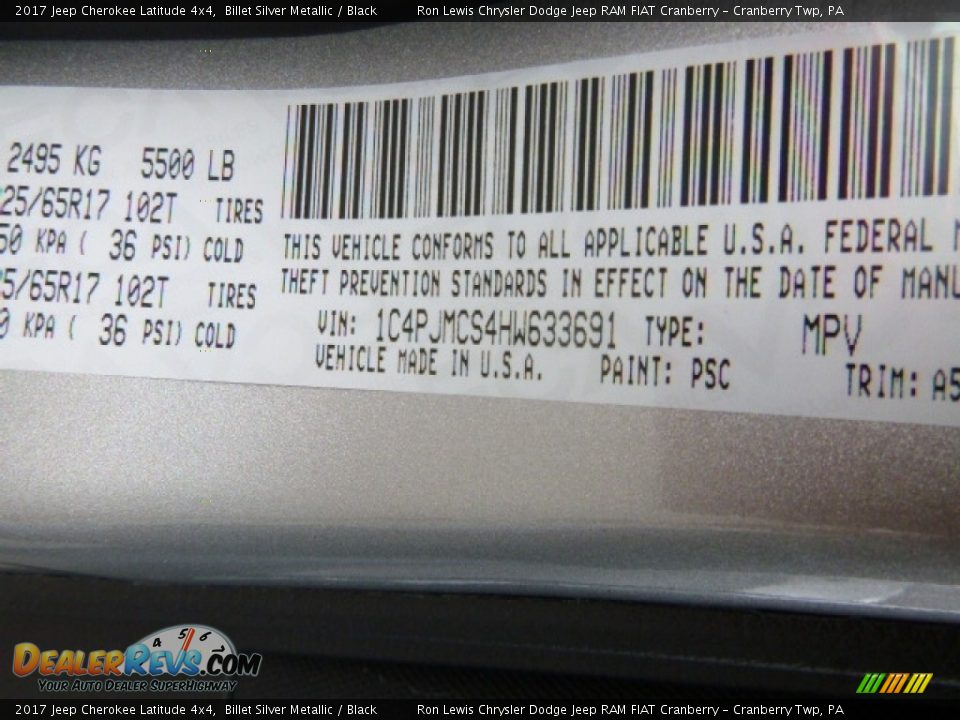 2017 Jeep Cherokee Latitude 4x4, Billet Silver Metallic / Black Ron Lewis Chrysler Dodge Jeep RAM FIAT Cranberry - Cranberry Twp, PA
2495 KG 5500 LB
25/65R17 102T TIRES
50 KPA ( 36 PSI) COLD
5/65R17 102T TIRES
0 KPA ( 36 PSI) COLD
THIS VEHICLE CONFORMS TO ALL APPLICABLE U.S.A. FEDERAL M
THEFT PREVENTION STANDARDS IN EFFECT ON THE DATE OF MANU
VIN: 1C4PJMCS4HW633691 TYPE: MPV
VEHICLE MADE IN U.S.A. PAINT: PSC TRIM: A5
4 5 6
DealerRevs.com
Your Auto Dealer SuperHighway
2017 Jeep Cherokee Latitude 4x4, Billet Silver Metallic / Black Ron Lewis Chrysler Dodge Jeep RAM FIAT Cranberry - Cranberry Twp, PA